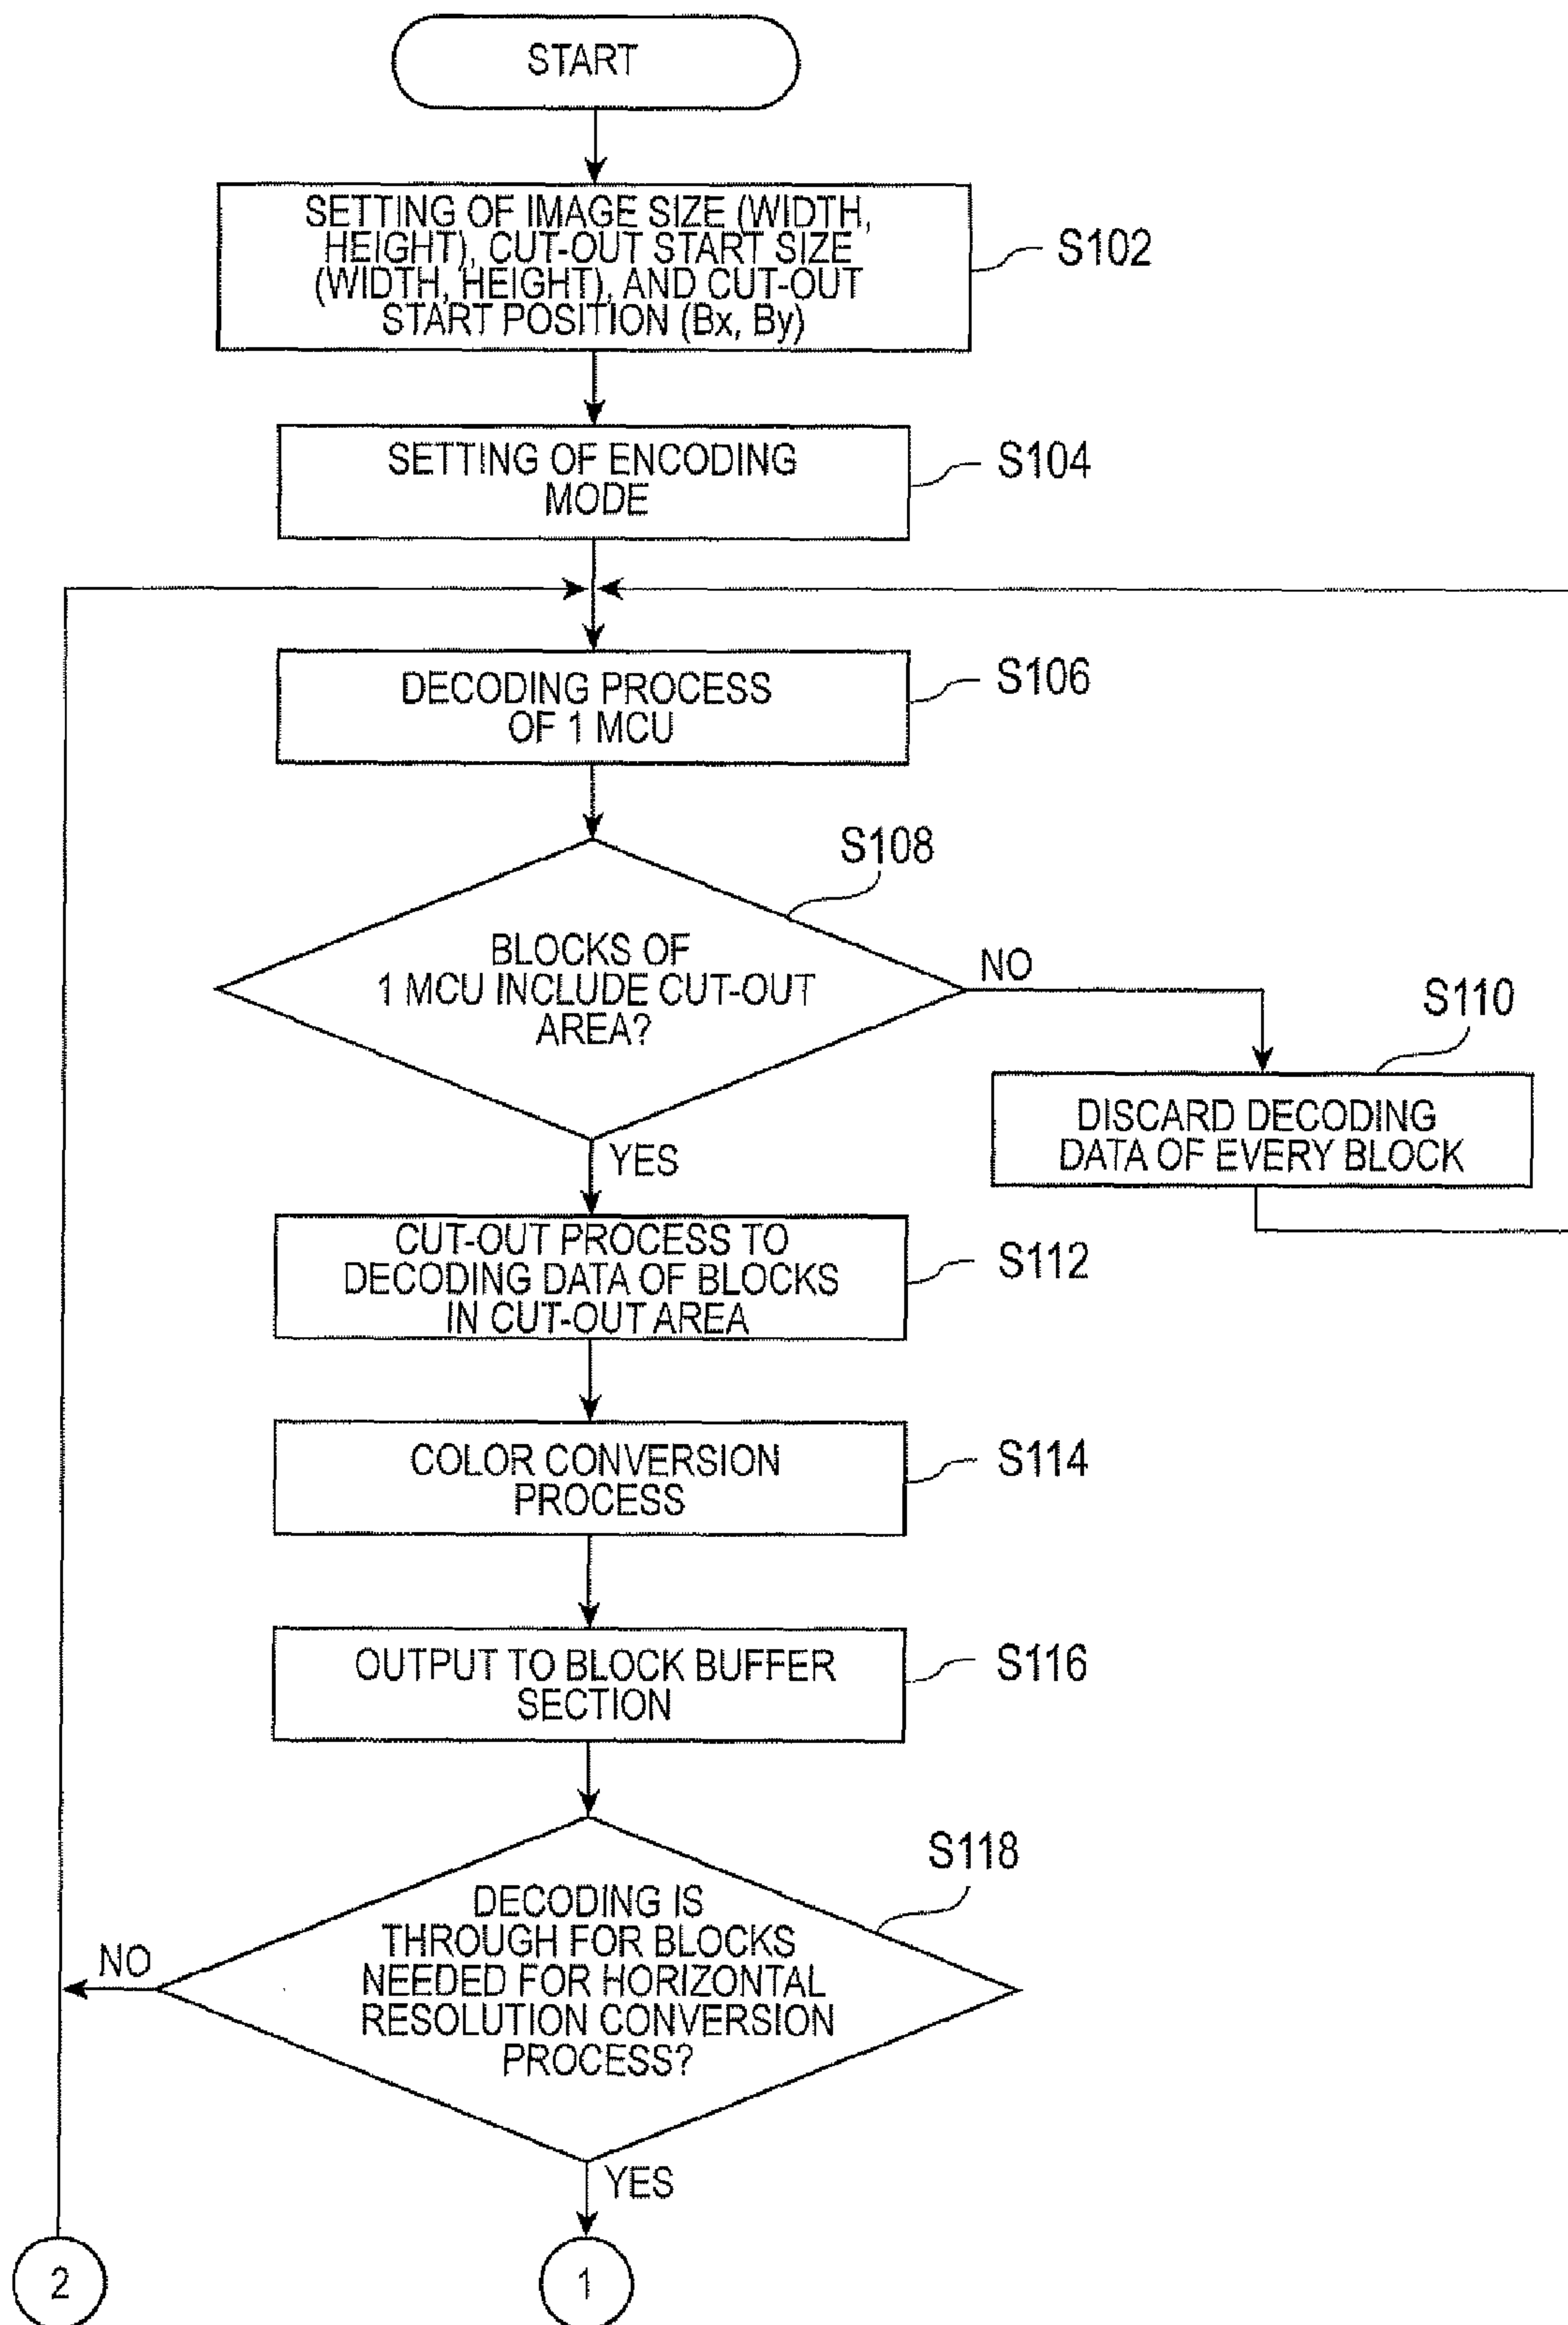 START
SETTING OF IMAGE SIZE (WIDTH,
HEIGHT), CUT-OUT START SIZE
(WIDTH, HEIGHT), AND CUT-OUT
START POSITION (Bx, By)
S102
SETTING OF ENCODING
MODE
S104
DECODING PROCESS
OF 1 MCU
S106
S108
BLOCKS OF
1 MCU INCLUDE CUT-OUT
AREA?
NO
YES
S110
DISCARD DECODING
DATA OF EVERY BLOCK
CUT-OUT PROCESS TO
DECODING DATA OF BLOCKS
IN CUT-OUT AREA
S112
COLOR CONVERSION
PROCESS
S114
OUTPUT TO BLOCK BUFFER
SECTION
S116
S118
DECODING IS
THROUGH FOR BLOCKS
NEEDED FOR HORIZONTAL
RESOLUTION CONVERSION
PROCESS?
NO
YES
2
1